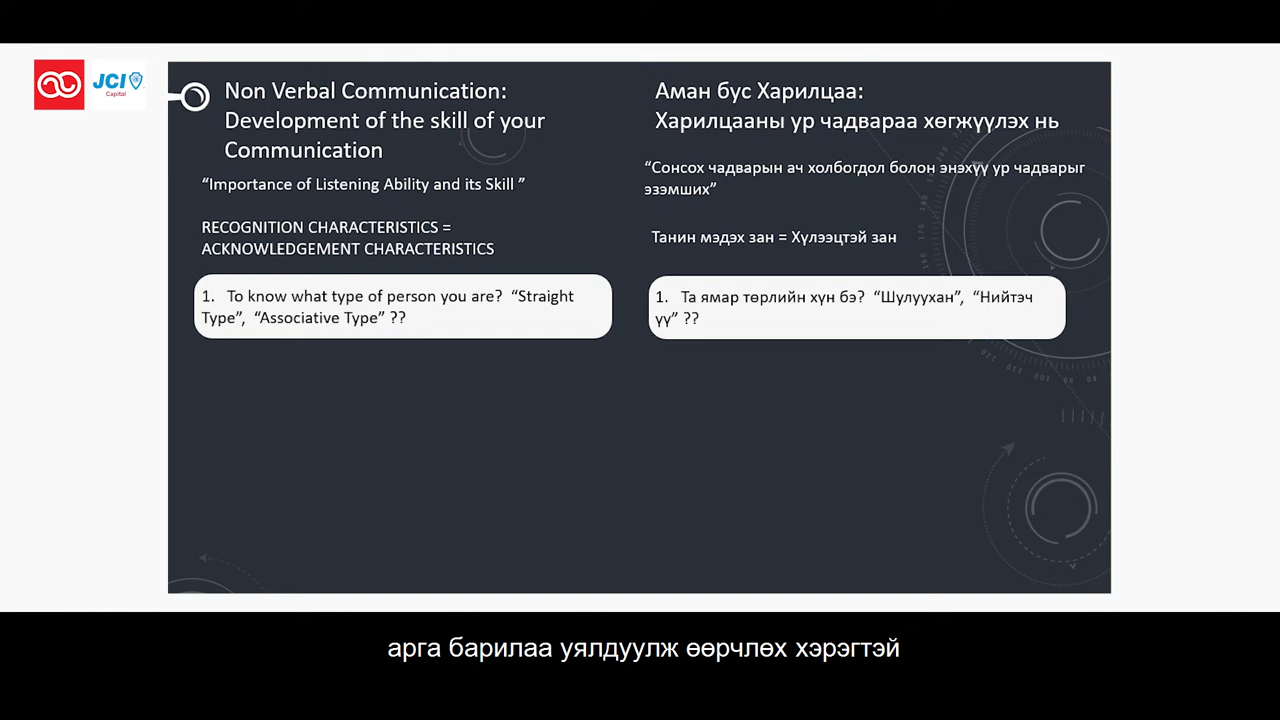 JCI
Capital
Non Verbal Communication:
Development of the skill of your
Communication
“Importance of Listening Ability and its Skill ”
RECOGNITION CHARACTERISTICS =
ACKNOWLEDGEMENT CHARACTERISTICS
1. To know what type of person you are? “Straight
Type”, “Associative Type” ??
Аман бус Харилцаа:
Харилцааны ур чадвараа хөгжүүлэх нь
“Сонсох чадварын ач холбогдол болон энэхүү ур чадварыг
эзэмших”
Танин мэдэх зан = Хүлээцтэй зан
1. Та ямар төрлийн хүн бэ? “Шулуухан”, “Нийтэч
үү” ??
арга барилаа уялдуулж өөрчлөх хэрэгтэй